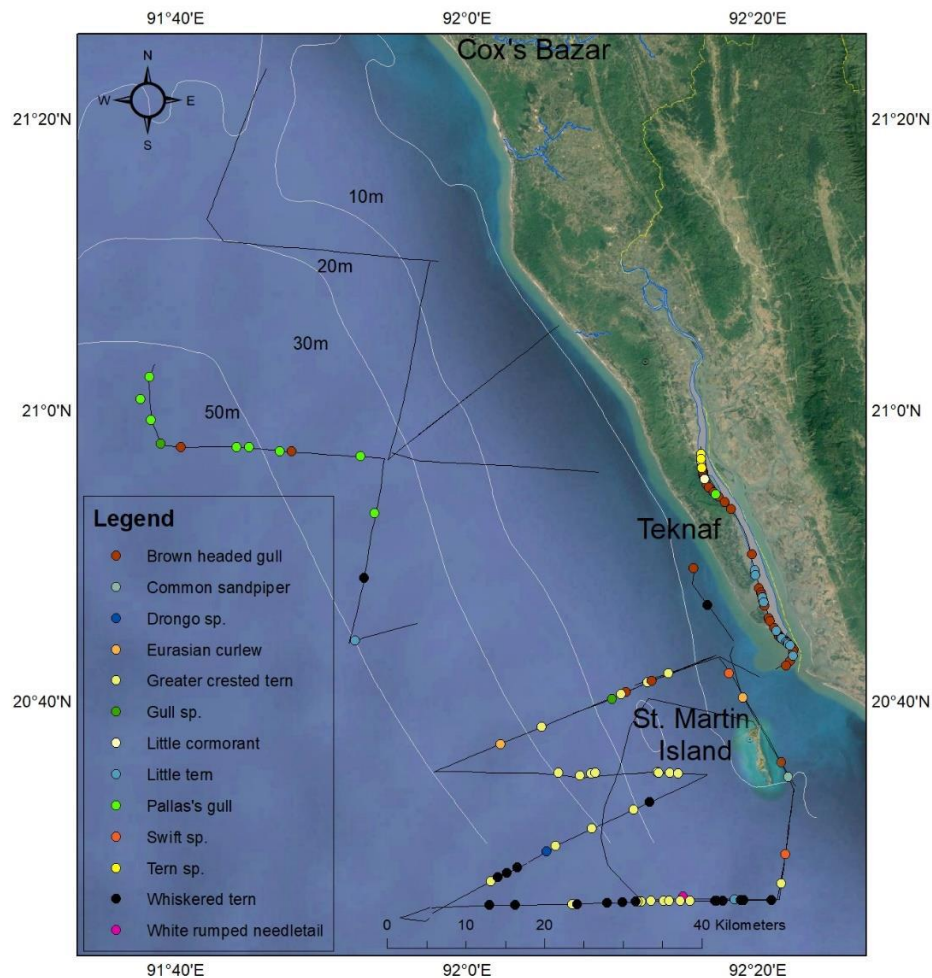 91°40'E 92°0'E 92°20'E
Cox's Bazar
N
W E
S
21°20'N 21°20'N
10m
20m
30m
50m
21°0'N 21°0'N
Teknaf
Legend
Brown headed gull
Common sandpiper
Drongo sp.
Eurasian curlew
Greater crested tern
Gull sp.
Little cormorant
Little tern
Pallas's gull
Swift sp.
Tern sp.
Whiskered tern
White rumped needletail
20°40'N 20°40'N
St. Martin
Island
0 10 20 40 Kilometers
91°40'E 92°0'E 92°20'E